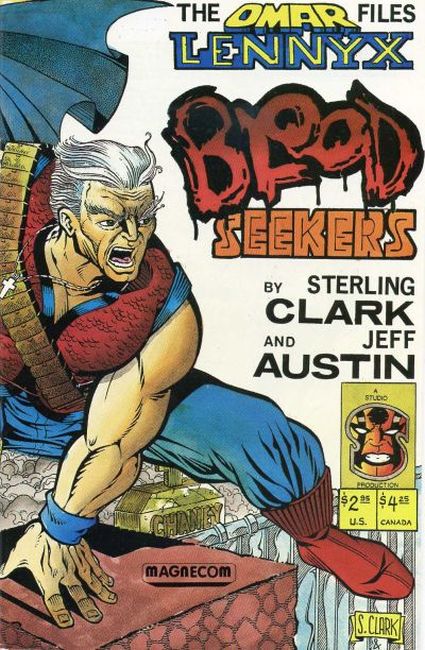 THE OMAR FILES
LENNYX
BLOOD
SEEKERS
BY STERLING
CLARK
AND JEFF
AUSTIN
A
STUDIO
PRODUCTION
$2.95
U.S.
$4.25
CANADA
CHANEY
MAGNECOM
S. CLARK